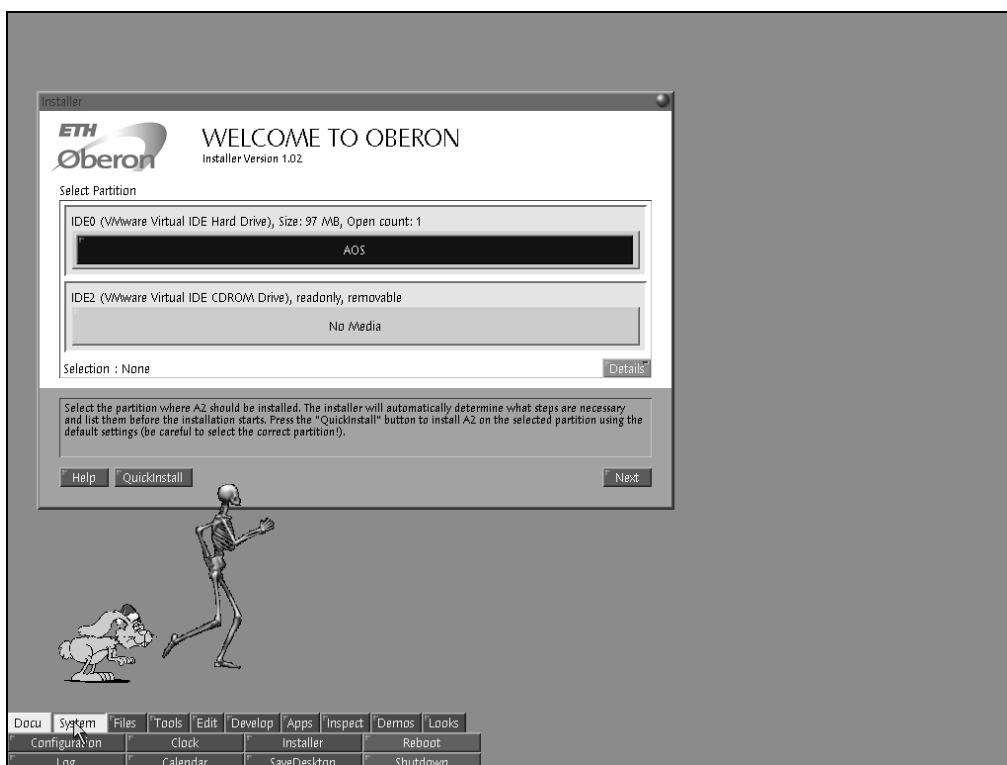 Installer
ETH
Oberon
WELCOME TO OBERON
Installer Version 1.02
Select Partition
IDE0 (VMware Virtual IDE Hard Drive), Size: 97 MB, Open count: 1
AOS
IDE2 (VMware Virtual IDE CDROM Drive), readonly, removable
No Media
Selection : None
Details
Select the partition where A2 should be installed. The installer will automatically determine what steps are necessary
and list them before the installation starts. Press the "QuickInstall" button to install A2 on the selected partition using the
default settings (be careful to select the correct partition!).
Help QuickInstall Next
Docu System Files Tools Edit Develop Apps Inspect Demos Looks
Configuration Clock Installer Reboot
Log Calendar SaveDesktop Shutdown